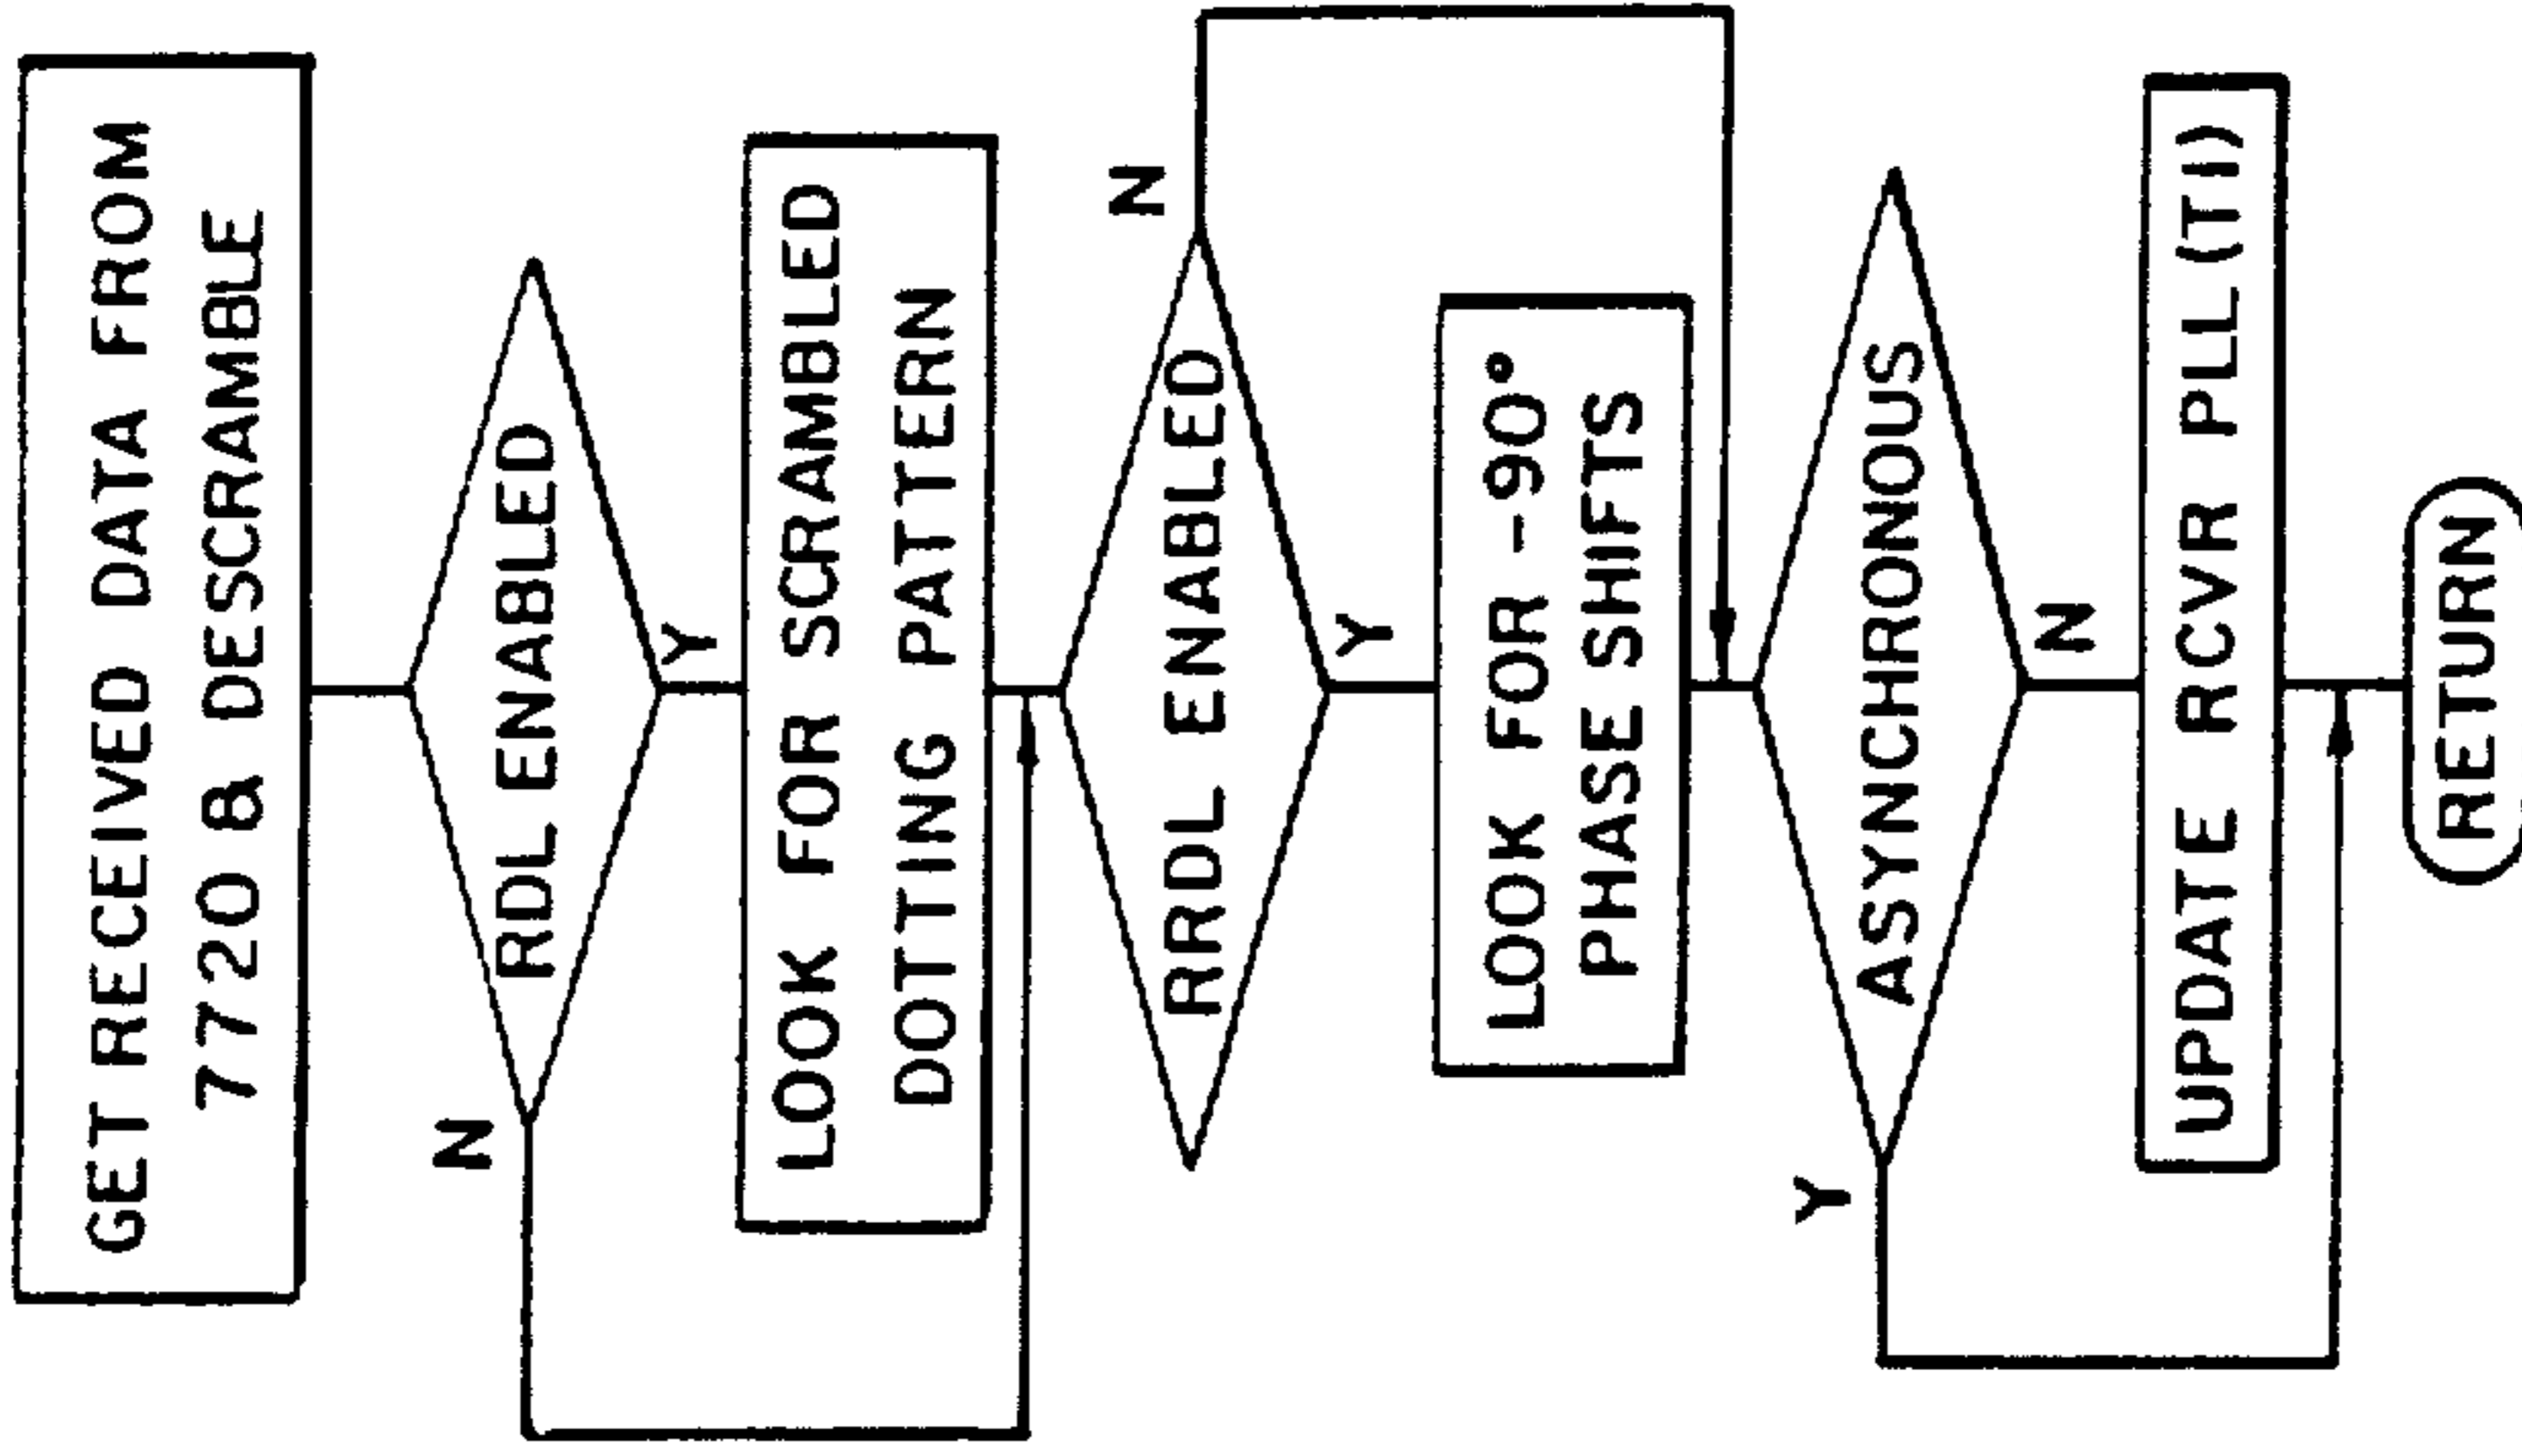 GET RECEIVED DATA FROM
7720 & DESCRAMBLE
RDL ENABLED
N
Y
LOOK FOR SCRAMBLED
DOTTING PATTERN
RRDL ENABLED
N
Y
LOOK FOR -90°
PHASE SHIFTS
ASYNCHRONOUS
Y
N
UPDATE RCVR PLL (T1)
RETURN